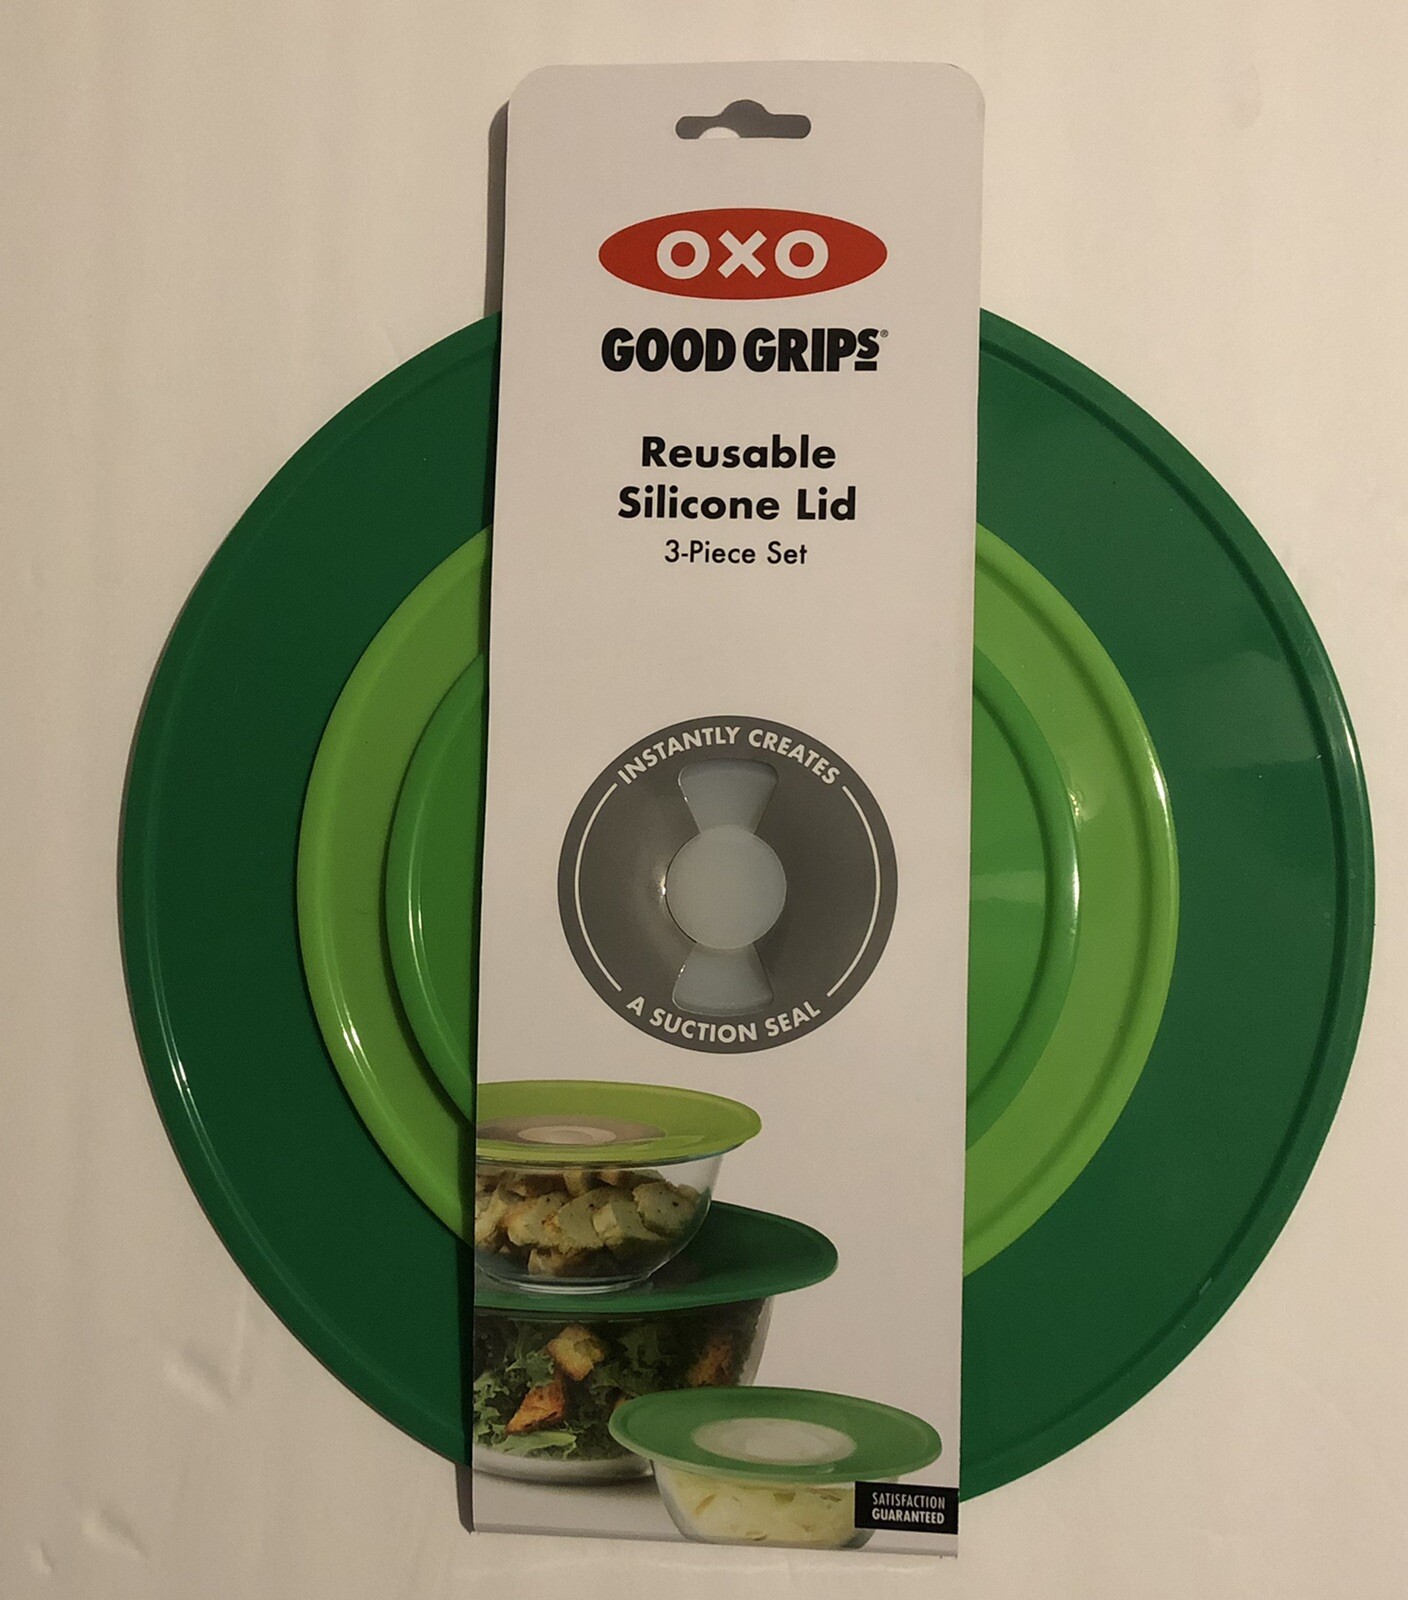 OXO
GOOD GRIPS®
Reusable
Silicone Lid
3-Piece Set
INSTANTLY CREATES
A SUCTION SEAL
SATISFACTION
GUARANTEED